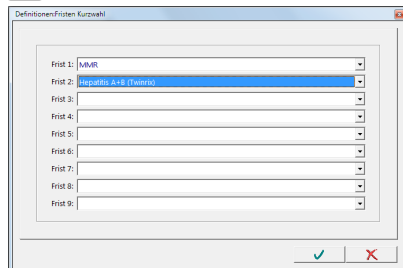 Definitionen:Fristen Kurzwahl
Frist 1: MMR
Frist 2: Hepatitis A+B (Twinrix)
Frist 3:
Frist 4:
Frist 5:
Frist 6:
Frist 7:
Frist 8:
Frist 9: